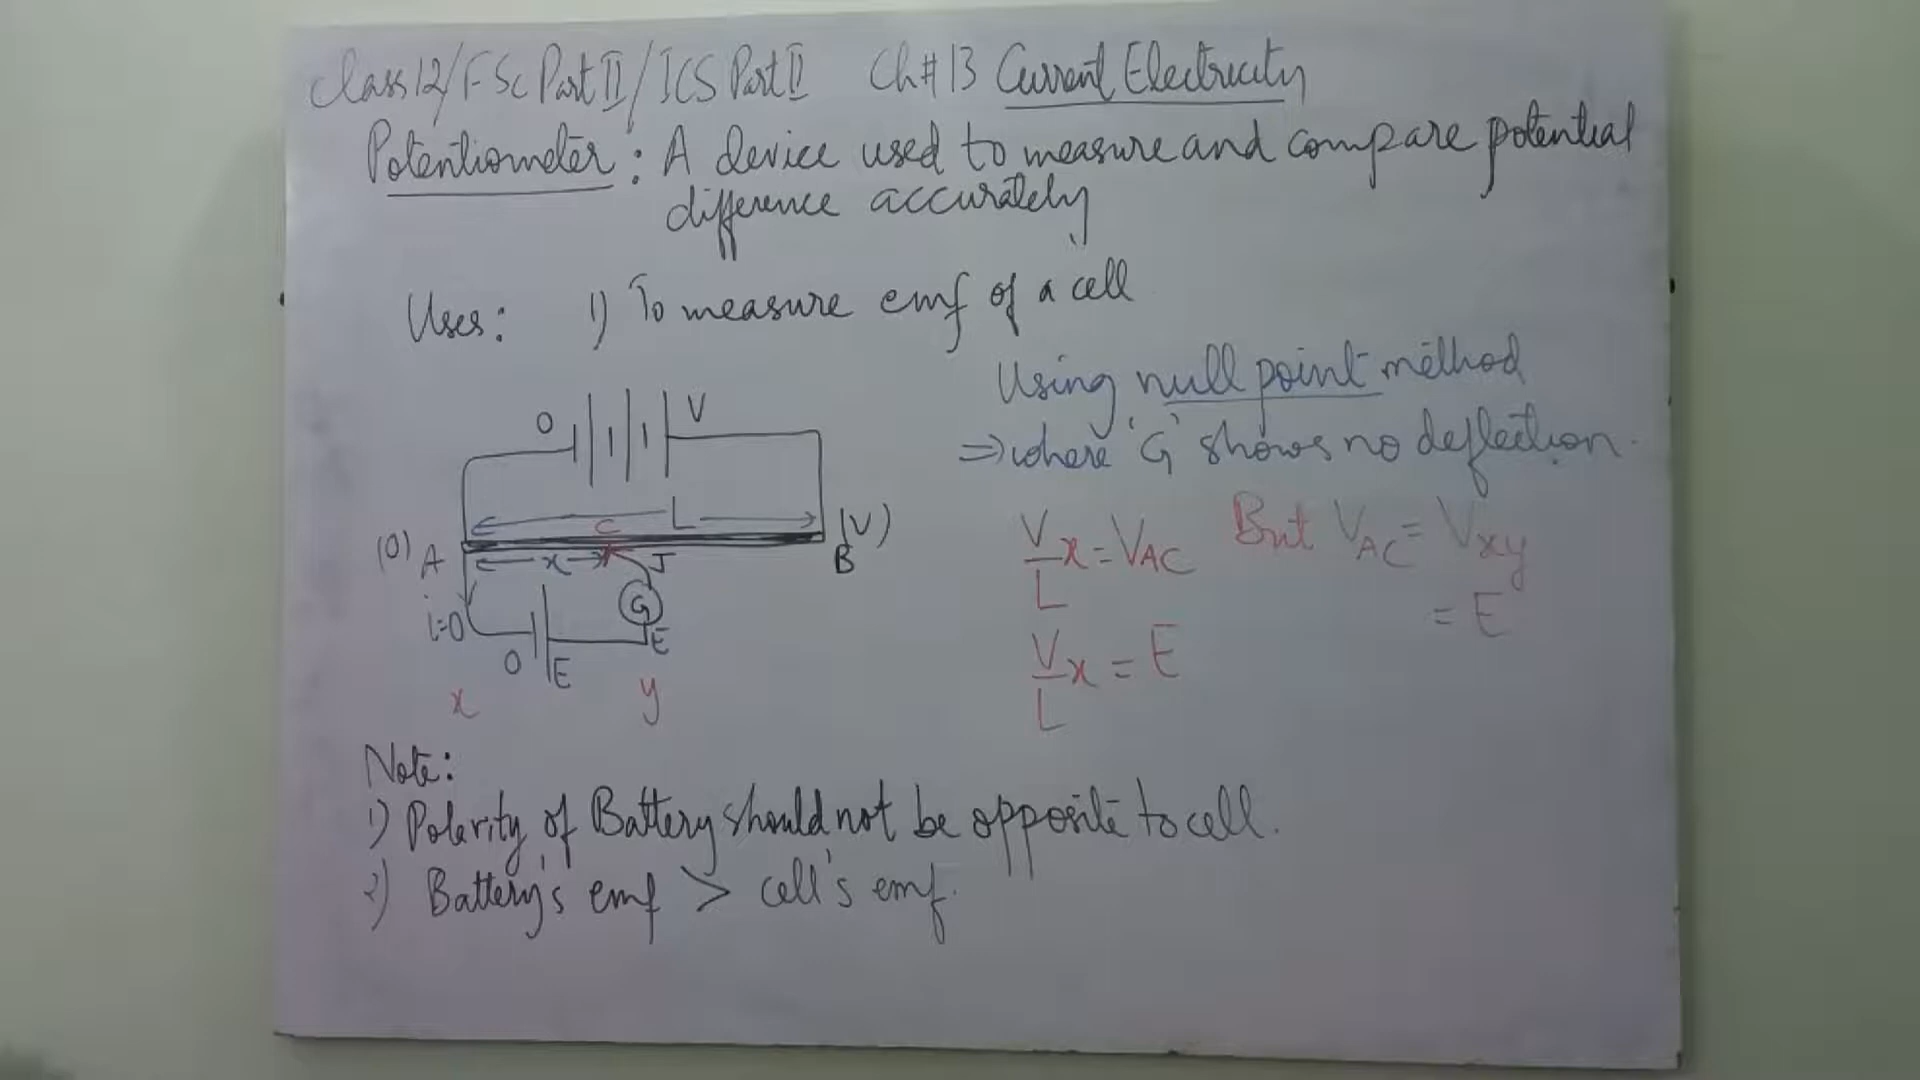 Class 12/F Sc Part II/ICS Part II Ch# 13 Current Electricity
Potentiometer: A device used to measure and compare potential
difference accurately
Uses: 1) To measure emf of a cell
Using null point method
⇒ where 'G' shows no deflection.
0 V
L
C
(0) A (V)
B
x J
G
i=0
0 E E
x y
V/L x = VAC But VAC = Vxy
= E
V/L x = E
Note:
1) Polarity of Battery should not be opposite to cell.
2) Battery's emf > cell's emf.